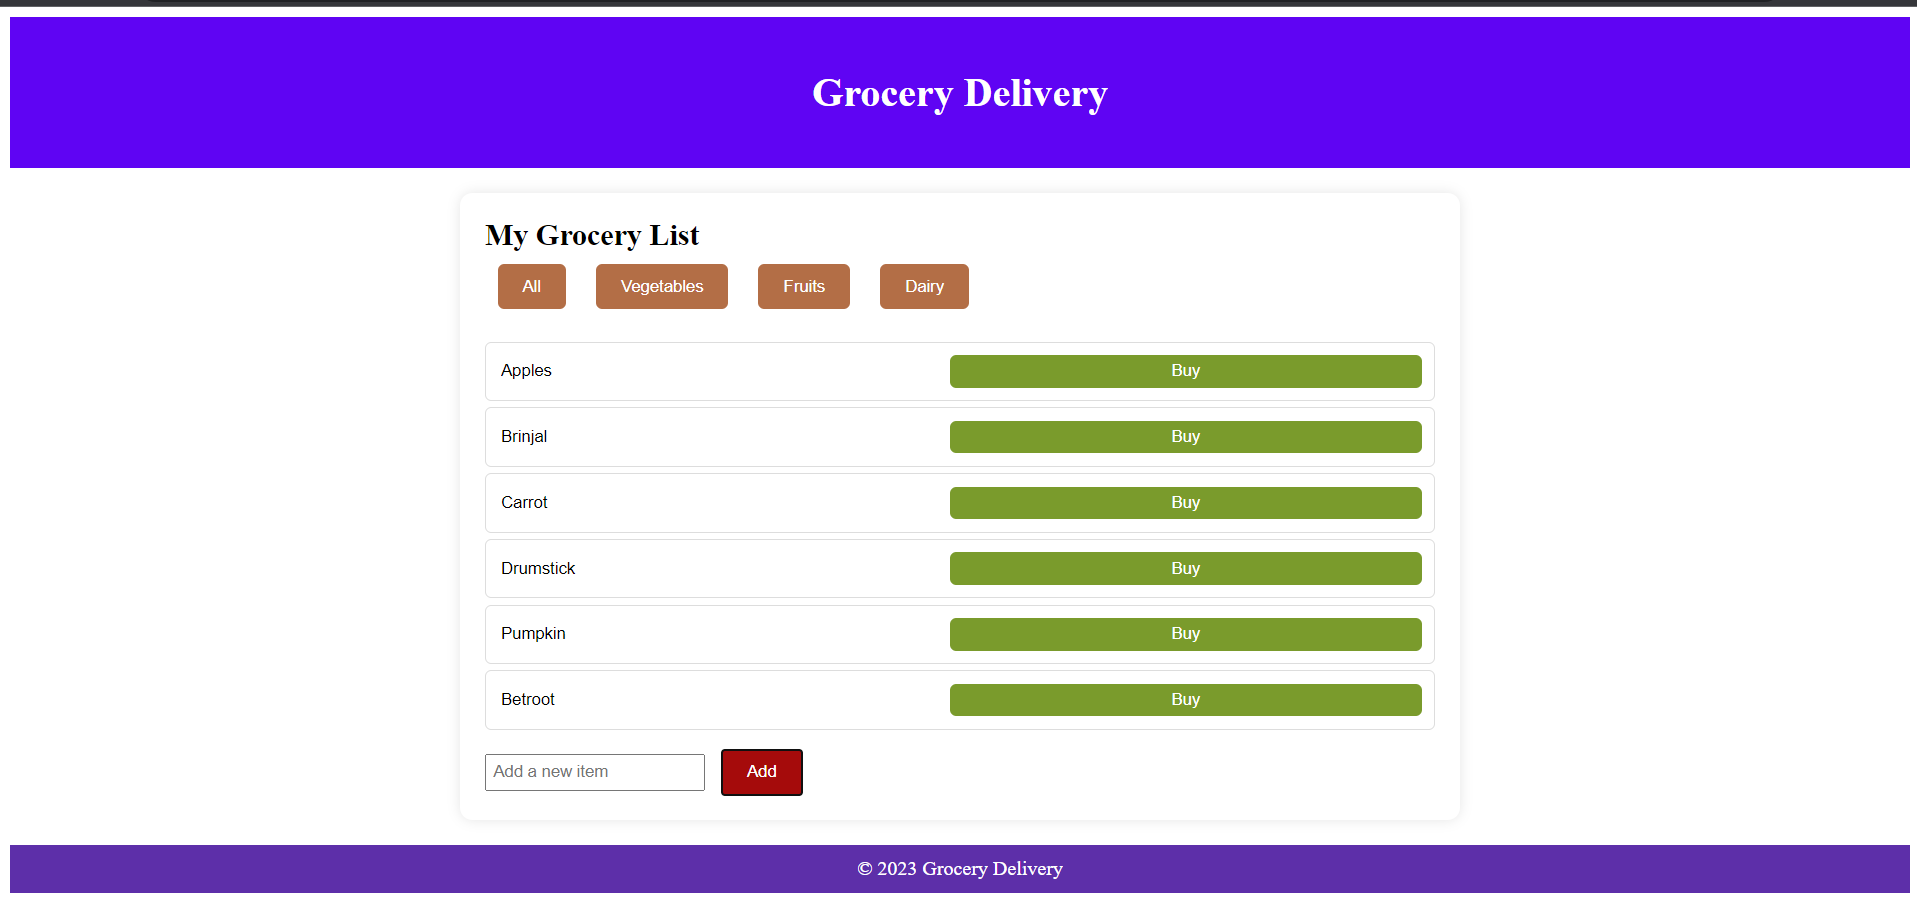 Grocery Delivery
My Grocery List
All Vegetables Fruits Dairy
Apples Buy
Brinjal Buy
Carrot Buy
Drumstick Buy
Pumpkin Buy
Betroot Buy
Add a new item Add
© 2023 Grocery Delivery